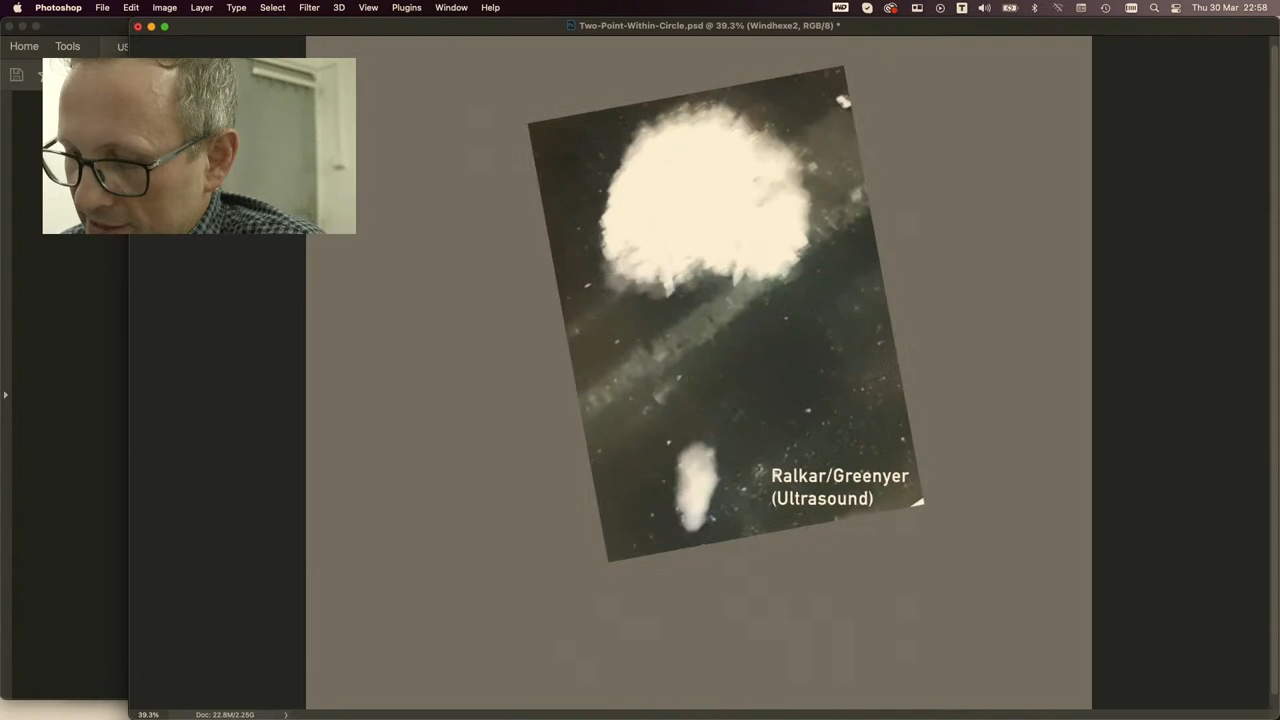 Photoshop File Edit Image Layer Type Select Filter 3D View Plugins Window Help
Thu 30 Mar 22:58
Two-Point-Within-Circle.psd @ 39.3% (Windhexe2, RGB/8) *
Home Tools
Ralkar/Greenyer
(Ultrasound)
39.3% Doc: 22.8M/2.25G